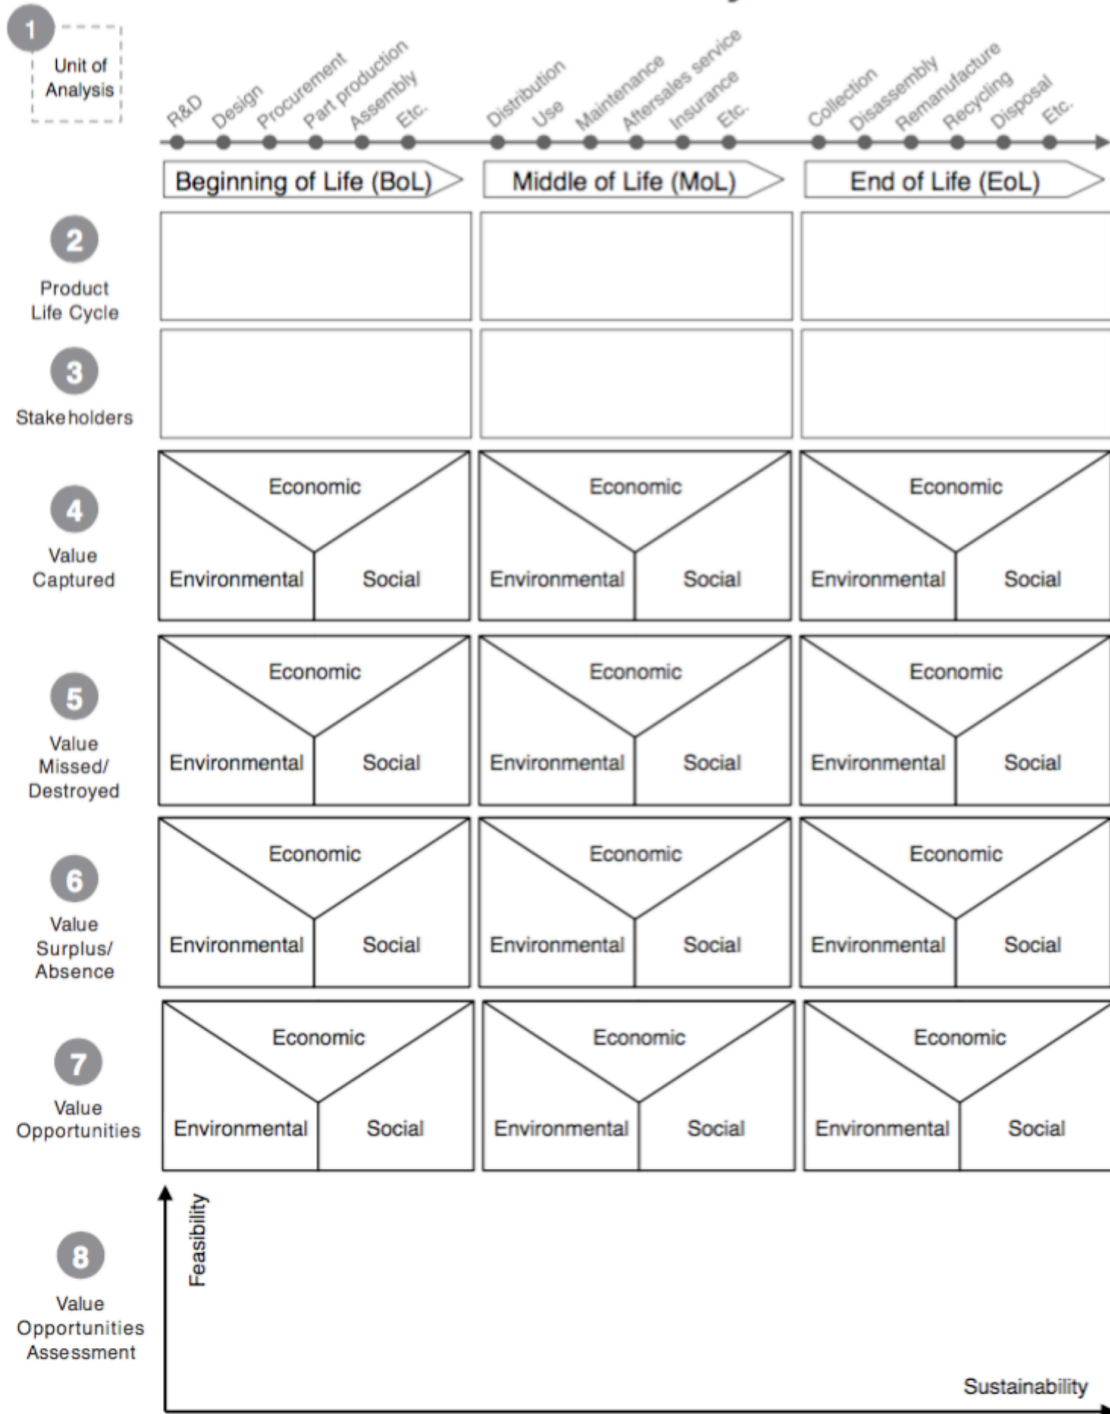 1
Unit of
Analysis
R&D
Design
Procurement
Part production
Assembly
Etc.
Distribution
Use
Maintenance
Aftersales service
Insurance
Etc.
Collection
Disassembly
Remanufacture
Recycling
Disposal
Etc.
Beginning of Life (BoL)
Middle of Life (MoL)
End of Life (EoL)
2
Product
Life Cycle
3
Stakeholders
4
Value
Captured
Economic
Environmental
Social
Economic
Environmental
Social
Economic
Environmental
Social
5
Value
Missed/
Destroyed
Economic
Environmental
Social
Economic
Environmental
Social
Economic
Environmental
Social
6
Value
Surplus/
Absence
Economic
Environmental
Social
Economic
Environmental
Social
Economic
Environmental
Social
7
Value
Opportunities
Economic
Environmental
Social
Economic
Environmental
Social
Economic
Environmental
Social
8
Value
Opportunities
Assessment
Feasibility
Sustainability